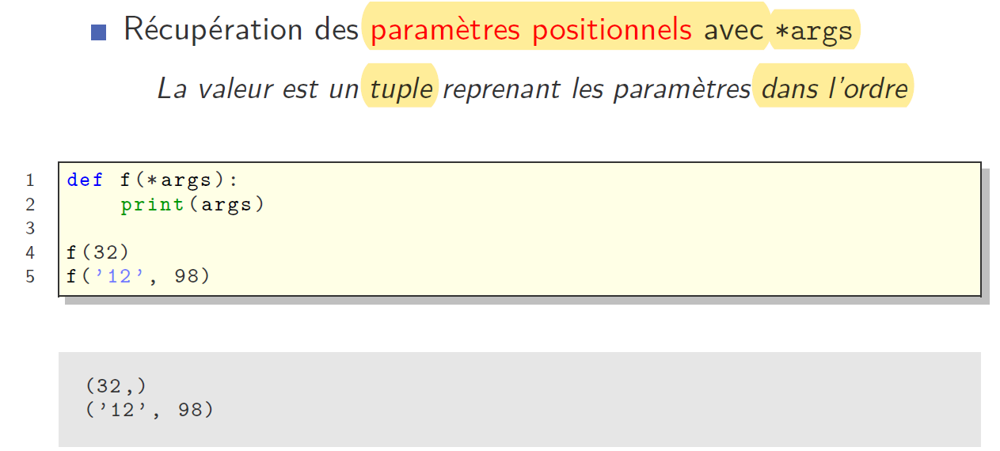 Récupération des paramètres positionnels avec *args
La valeur est un tuple reprenant les paramètres dans l'ordre
1 def f(*args):
2     print(args)
3
4 f(32)
5 f('12', 98)
(32,)
('12', 98)